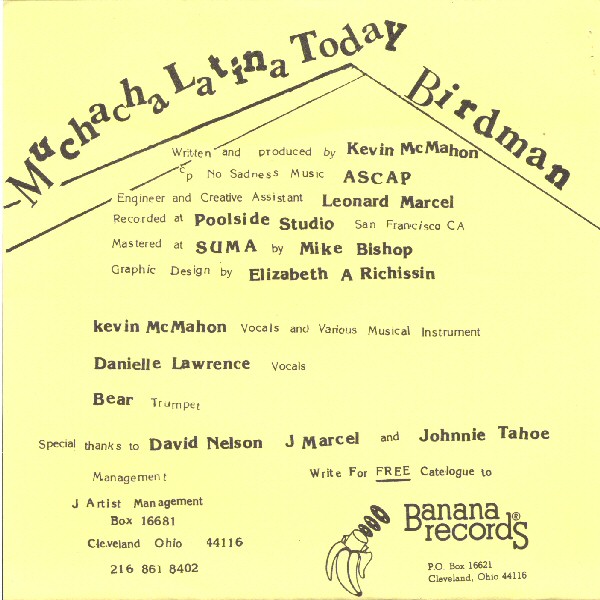 Muchacha Latina Today
Birdman
Written and produced by Kevin McMahon
cp No Sadness Music ASCAP
Engineer and Creative Assistant Leonard Marcel
Recorded at Poolside Studio San Francisco CA
Mastered at SUMA by Mike Bishop
Graphic Design by Elizabeth A Richissin
kevin McMahon Vocals and Various Musical Instrument
Danielle Lawrence Vocals
Bear Trumpet
Special thanks to David Nelson J Marcel and Johnnie Tahoe
Management
J Artist Management
Box 16681
Cleveland Ohio 44116
216 861 8402
Write For FREE Catelogue to
Banana
records®
P.O. Box 16621
Cleveland, Ohio 44116